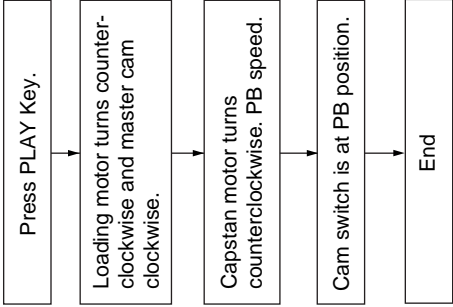 Press PLAY Key.
Loading motor turns counter-
clockwise and master cam
clockwise.
Capstan motor turns
counterclockwise. PB speed.
Cam switch is at PB position.
End